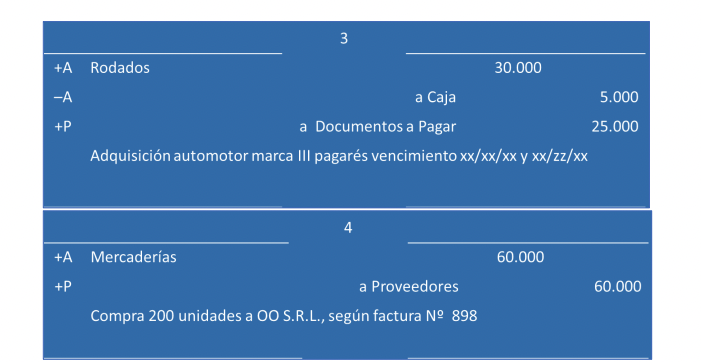 3
+A Rodados 30.000
–A a Caja 5.000
+P a Documentos a Pagar 25.000
Adquisición automotor marca III pagarés vencimiento xx/xx/xx y xx/zz/xx
4
+A Mercaderías 60.000
+P a Proveedores 60.000
Compra 200 unidades a OO S.R.L., según factura Nº 898